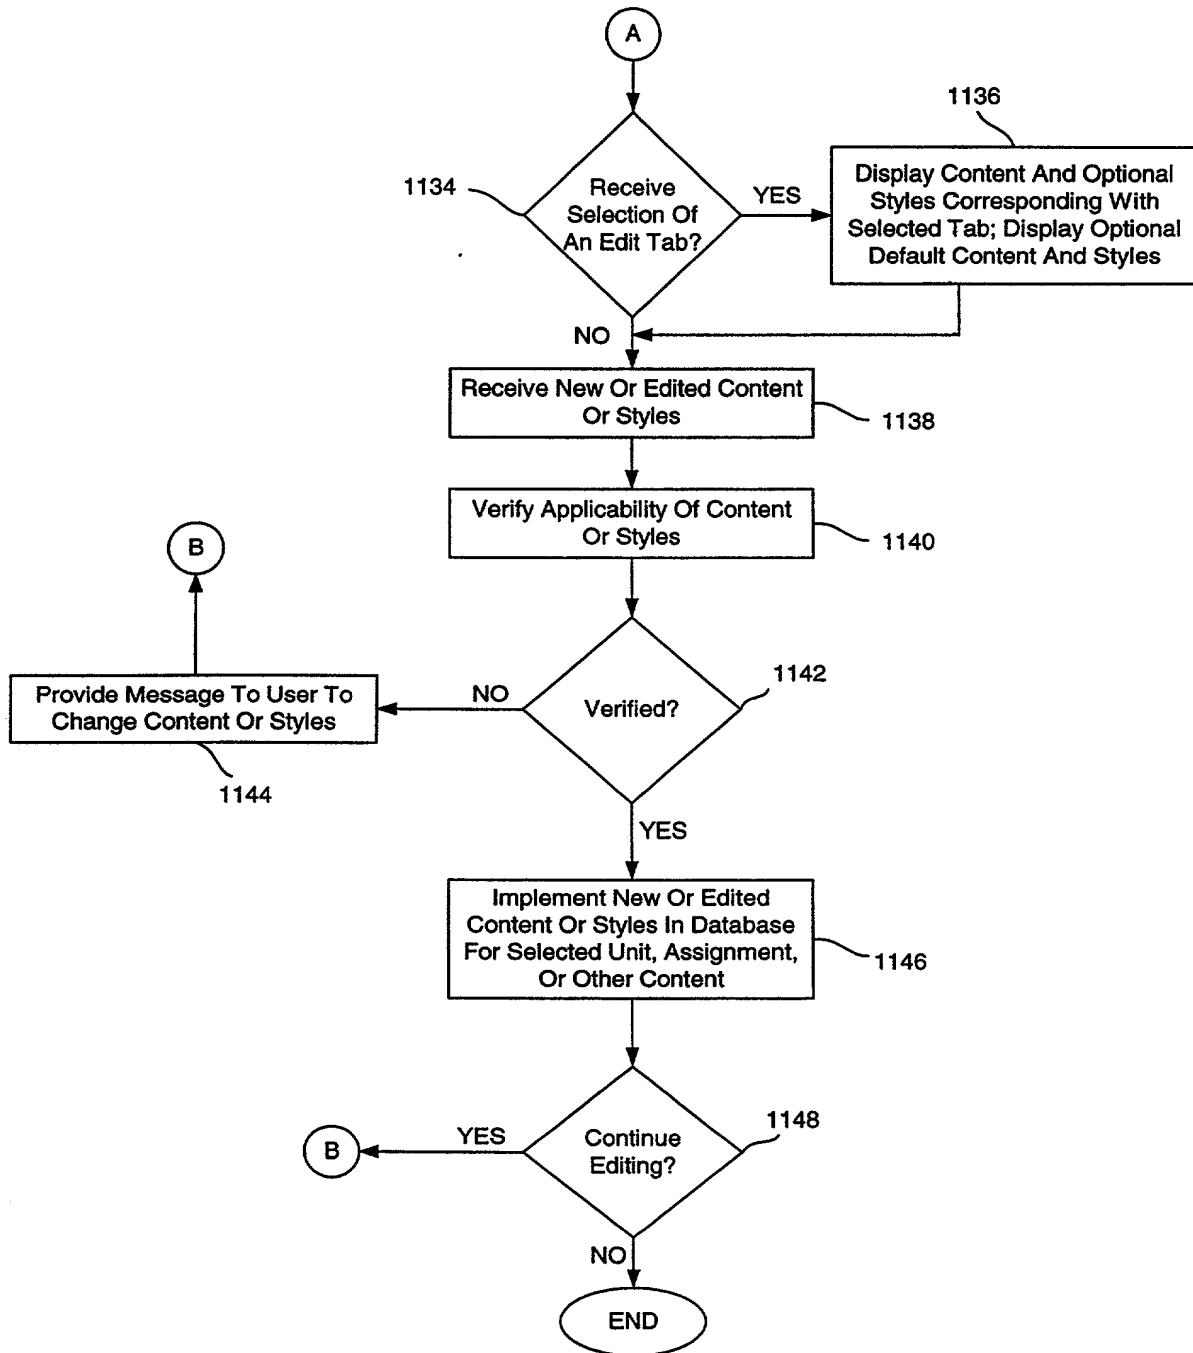 A
1136
1134
Receive
Selection Of
An Edit Tab?
YES
Display Content And Optional
Styles Corresponding With
Selected Tab; Display Optional
Default Content And Styles
NO
Receive New Or Edited Content
Or Styles
1138
Verify Applicability Of Content
Or Styles
1140
B
1142
Verified?
NO
Provide Message To User To
Change Content Or Styles
1144
YES
Implement New Or Edited
Content Or Styles In Database
For Selected Unit, Assignment,
Or Other Content
1146
1148
Continue
Editing?
YES
B
NO
END